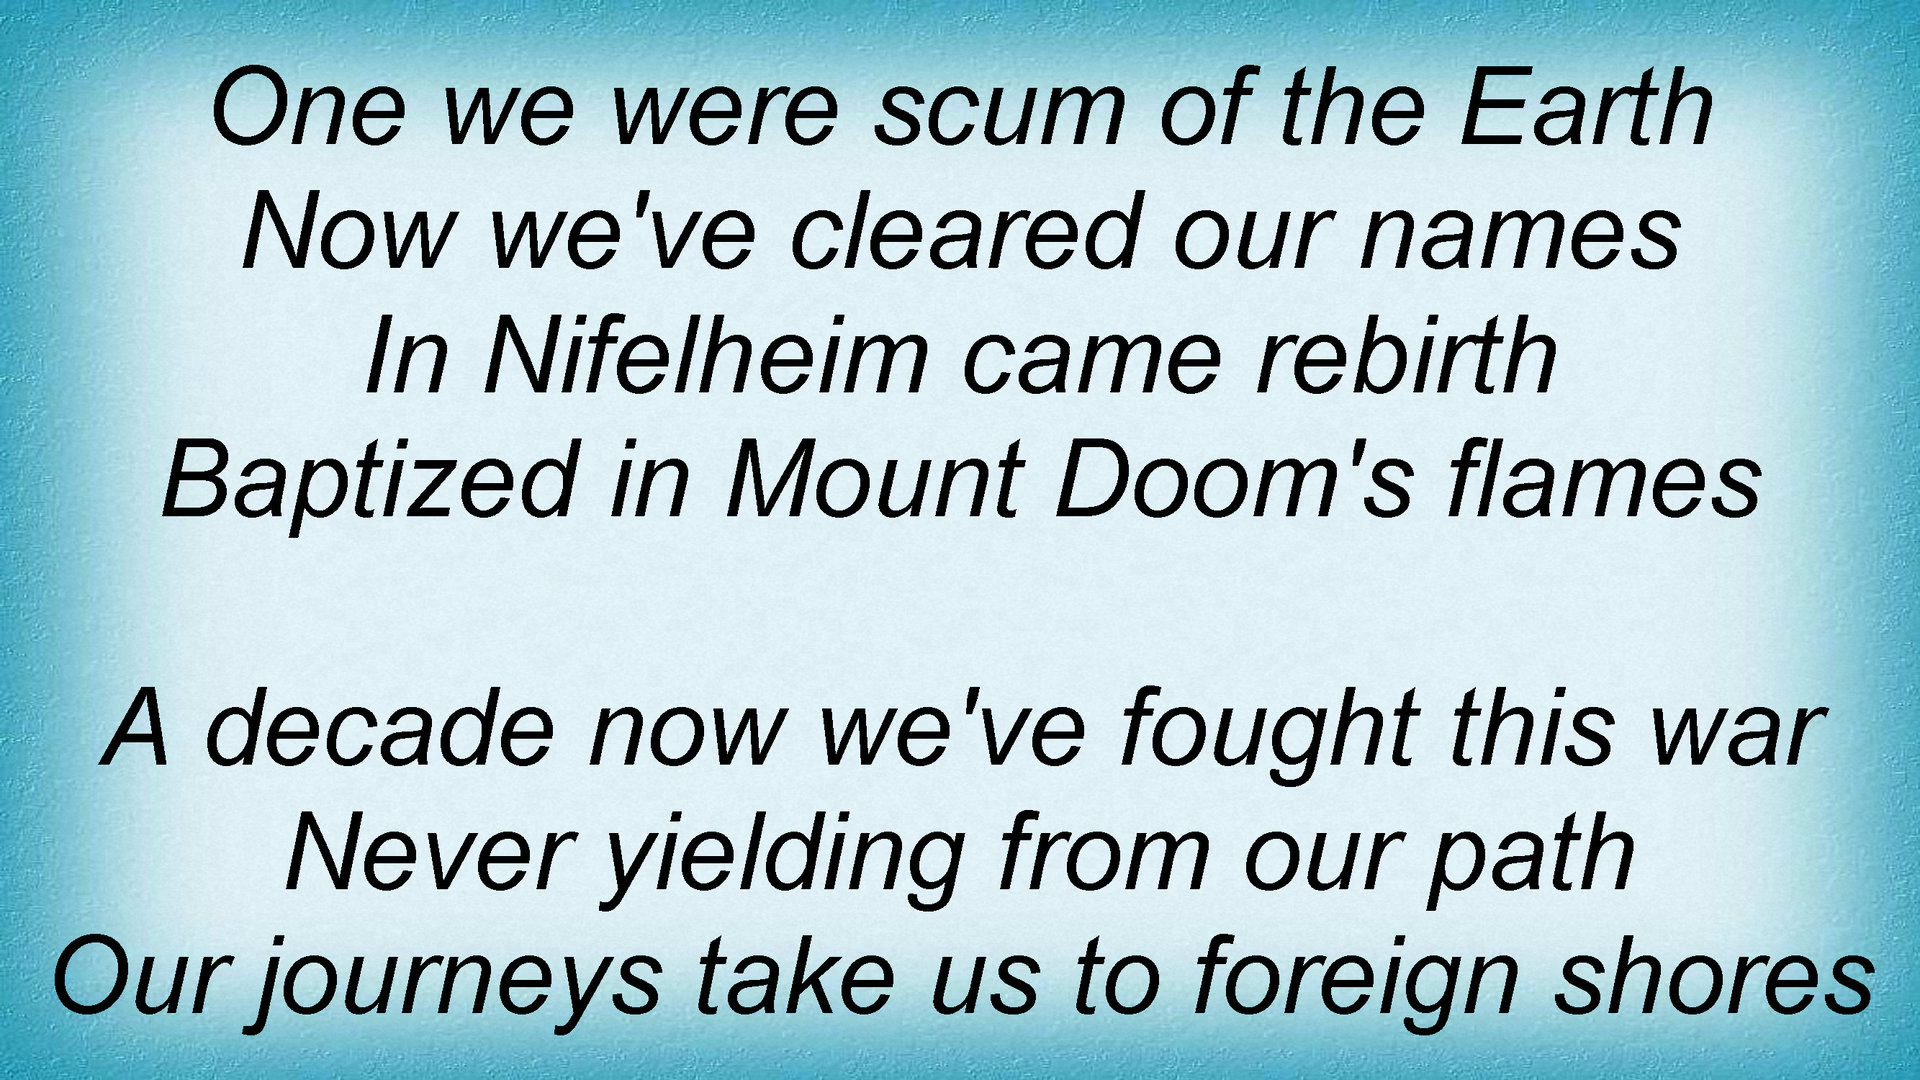 One we were scum of the Earth
Now we've cleared our names
In Nifelheim came rebirth
Baptized in Mount Doom's flames
A decade now we've fought this war
Never yielding from our path
Our journeys take us to foreign shores